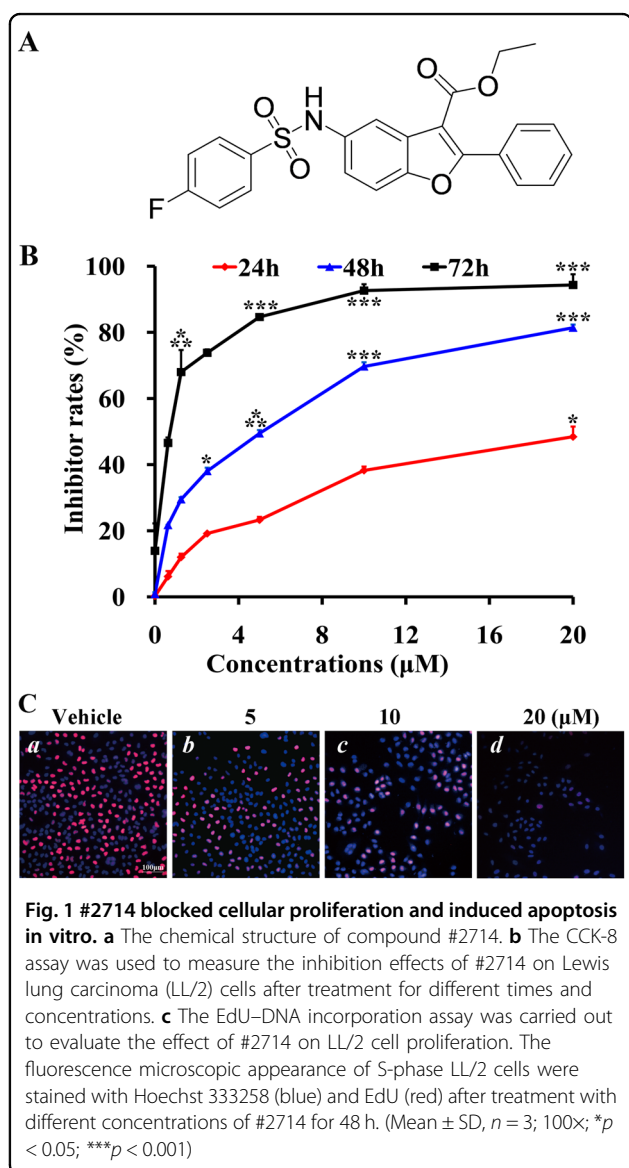 A
H
N
O
S
O
F
O
O
O
B
24h 48h 72h
Inhibitor rates (%)
100
80
60
40
20
0
***
***
***
*
**
***
***
*
**
*
*
0 4 8 12 16 20
Concentrations (µM)
C
Vehicle 5 10 20 (µM)
a b c d
100µm
Fig. 1 #2714 blocked cellular proliferation and induced apoptosis
in vitro. a The chemical structure of compound #2714. b The CCK-8
assay was used to measure the inhibition effects of #2714 on Lewis
lung carcinoma (LL/2) cells after treatment for different times and
concentrations. c The EdU–DNA incorporation assay was carried out
to evaluate the effect of #2714 on LL/2 cell proliferation. The
fluorescence microscopic appearance of S-phase LL/2 cells were
stained with Hoechst 333258 (blue) and EdU (red) after treatment with
different concentrations of #2714 for 48 h. (Mean ± SD, n = 3; 100×; *p
< 0.05; ***p < 0.001)